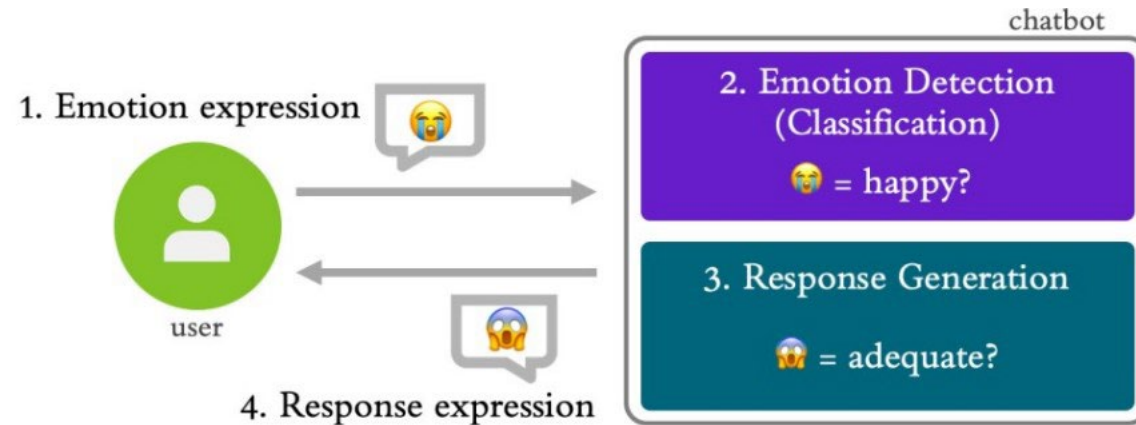 chatbot
1. Emotion expression
2. Emotion Detection
(Classification)
😭 = happy?
user
3. Response Generation
😱 = adequate?
4. Response expression